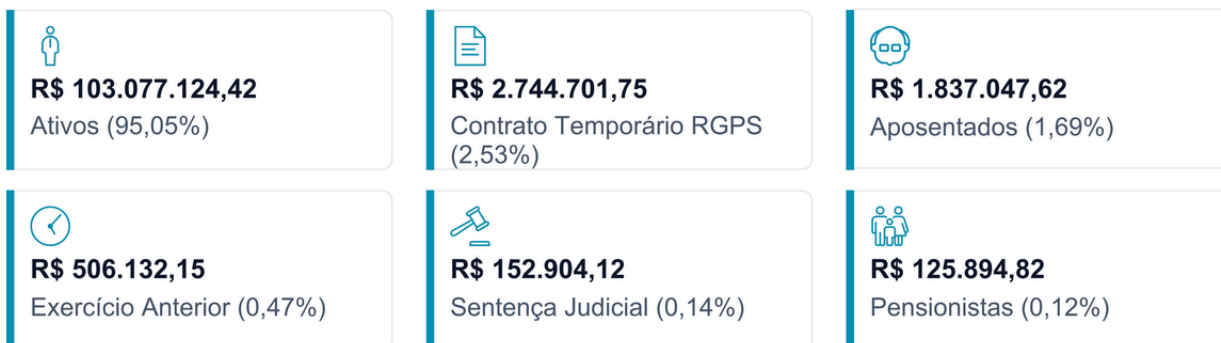 R$ 103.077.124,42
Ativos (95,05%)
R$ 2.744.701,75
Contrato Temporário RGPS
(2,53%)
R$ 1.837.047,62
Aposentados (1,69%)
R$ 506.132,15
Exercício Anterior (0,47%)
R$ 152.904,12
Sentença Judicial (0,14%)
R$ 125.894,82
Pensionistas (0,12%)